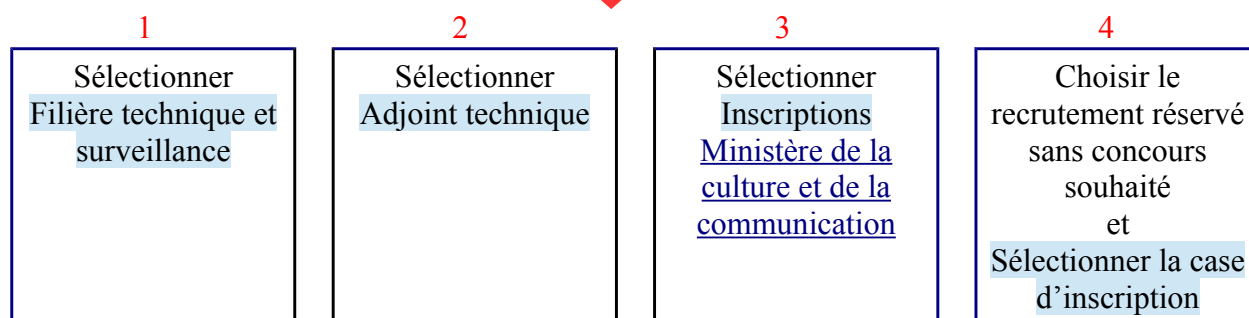 1
Sélectionner
Filière technique et
surveillance
2
Sélectionner
Adjoint technique
3
Sélectionner
Inscriptions
Ministère de la
culture et de la
communication
4
Choisir le
recrutement réservé
sans concours
souhaité
et
Sélectionner la case
d’inscription